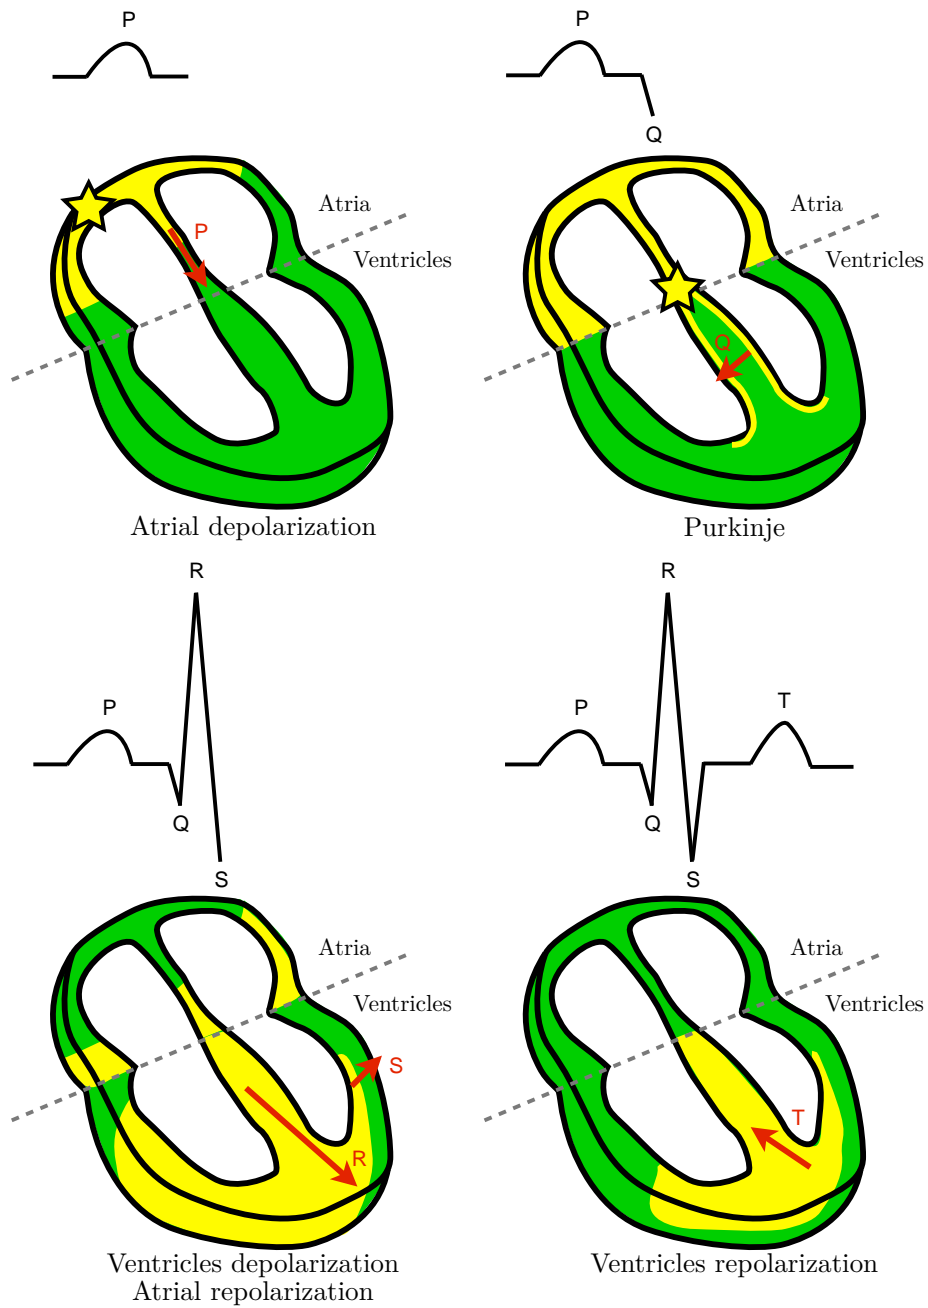 P
P
Q
Atria
Ventricles
P
Atria
Ventricles
Q
Atrial depolarization
Purkinje
R
P
Q
S
R
P
T
Q
S
Atria
Ventricles
S
R
Atria
Ventricles
T
Ventricles depolarization
Atrial repolarization
Ventricles repolarization